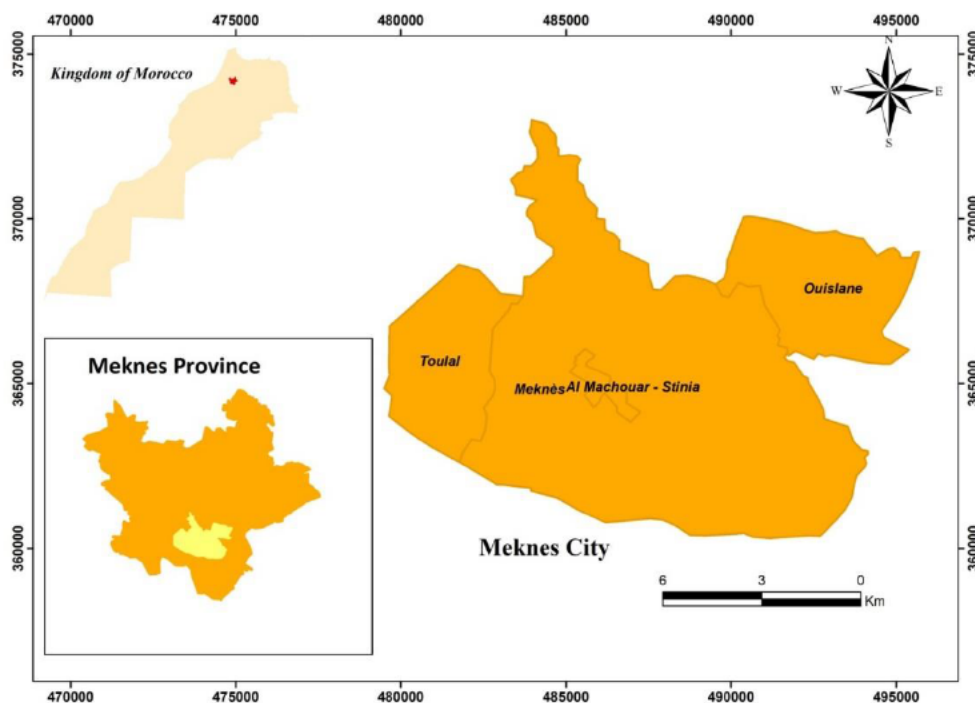 470000 475000 480000 485000 490000 495000
375000
375000
Kingdom of Morocco
N
W E
S
370000
370000
Ouislane
Meknes Province
Toulal
Meknès Al Machouar - Stinia
365000
365000
Meknes City
360000
360000
6 3 0
Km
470000 475000 480000 485000 490000 495000